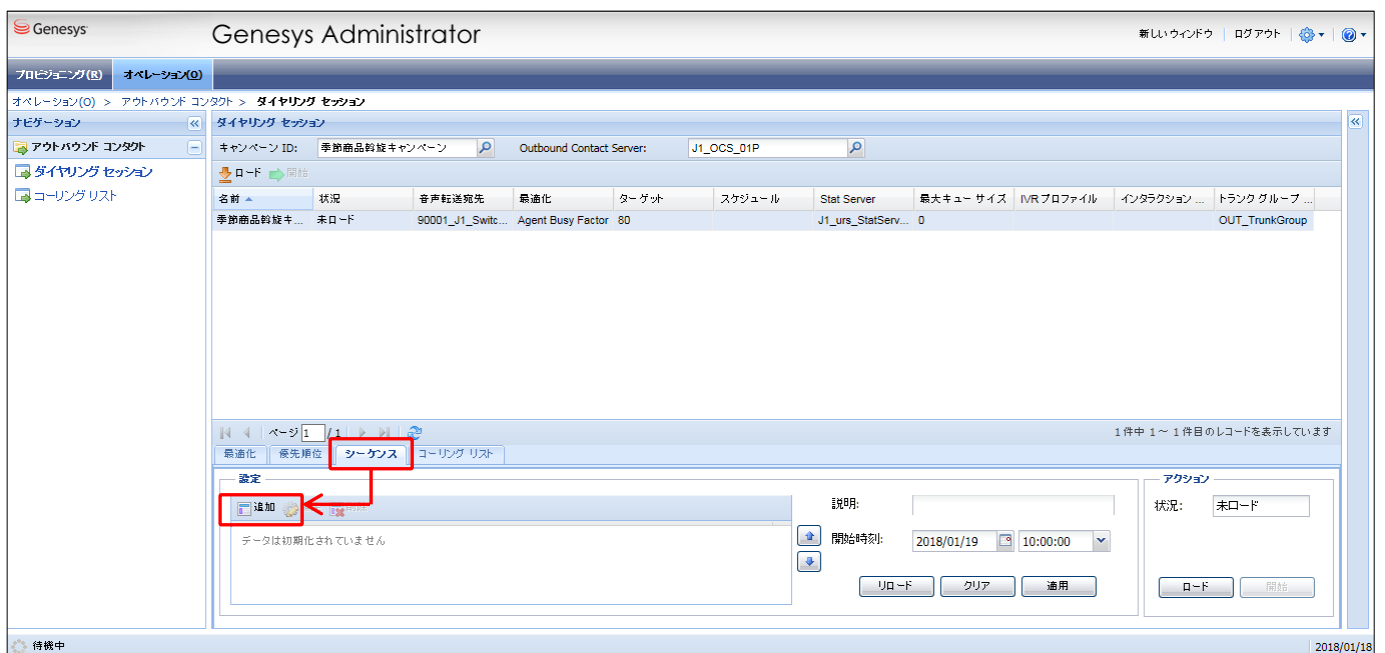 Genesys
Genesys Administrator
新しいウィンドウ | ログアウト
プロビジョニング(R) オペレーション(O)
オペレーション(O) > アウトバウンド コンタクト > ダイヤリング セッション
ナビゲーション
ダイヤリング セッション
アウトバウンド コンタクト
キャンペーン ID: 季節商品斡旋キャンペーン Outbound Contact Server: J1_OCS_01P
ダイヤリング セッション
ロード 開始
コーリング リスト
名前 状況 音声転送宛先 最適化 ターゲット スケジュール Stat Server 最大キュー サイズ IVR プロファイル インタラクション ... トランク グループ ...
季節商品斡旋キ... 未ロード 90001_J1_Switc... Agent Busy Factor 80 J1_urs_StatServ... 0 OUT_TrunkGroup
ページ 1 / 1
1 件中 1 ～ 1 件目のレコードを表示しています
最適化 優先順位 シーケンス コーリング リスト
設定
アクション
追加 削除
説明:
状況: 未ロード
データは初期化されていません
開始時刻: 2018/01/19 10:00:00
リロード クリア 適用
ロード 開始
待機中
2018/01/18